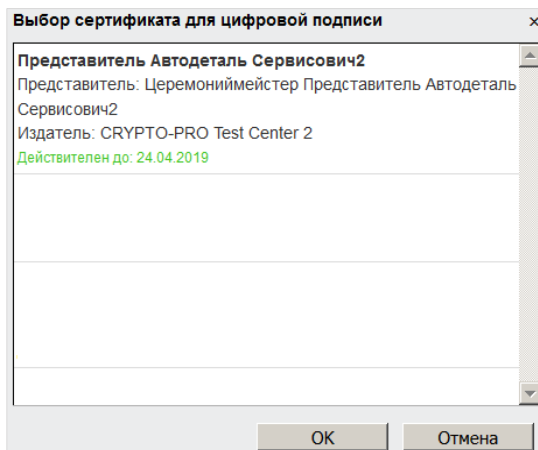 Выбор сертификата для цифровой подписи
Представитель Автодеталь Сервисович2
Представитель: Церемониймейстер Представитель Автодеталь
Сервисович2
Издатель: CRYPTO-PRO Test Center 2
Действителен до: 24.04.2019
OK Отмена